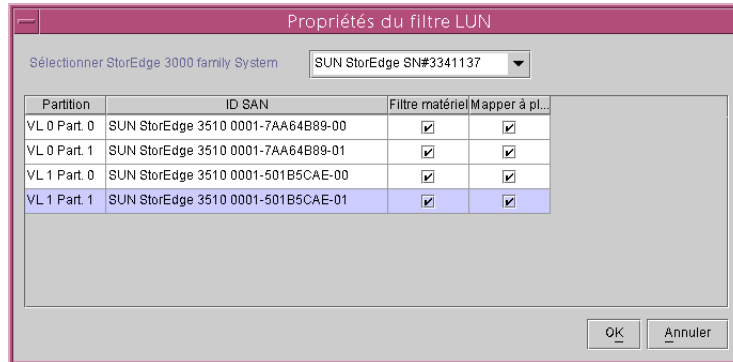 Propriétés du filtre LUN
Sélectionner StorEdge 3000 family System SUN StorEdge SN#3341137
Partition ID SAN Filtre matériel Mapper à pl...
VL 0 Part. 0 SUN StorEdge 3510 0001-7AA64B89-00
VL 0 Part. 1 SUN StorEdge 3510 0001-7AA64B89-01
VL 1 Part. 0 SUN StorEdge 3510 0001-501B5CAE-00
VL 1 Part. 1 SUN StorEdge 3510 0001-501B5CAE-01
OK Annuler